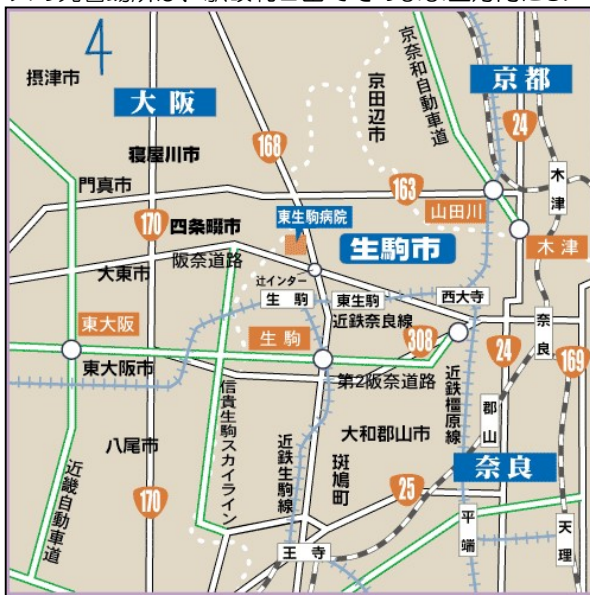 4
摂津市
大阪
京奈和自動車道
京都
24
京田辺市
168
寝屋川市
門真市
163
木津
170
四条畷市
東生駒病院
山田川
生駒市
木津
大東市
阪奈道路
辻インター
生駒
東生駒
西大寺
東大阪
近鉄奈良線
生駒
308
24
奈良
169
東大阪市
第2阪奈道路
信貴生駒スカイライン
近鉄橿原線
郡山
八尾市
近鉄生駒線
大和郡山市
斑鳩町
奈良
近畿自動車道
170
25
平端
天理
王寺